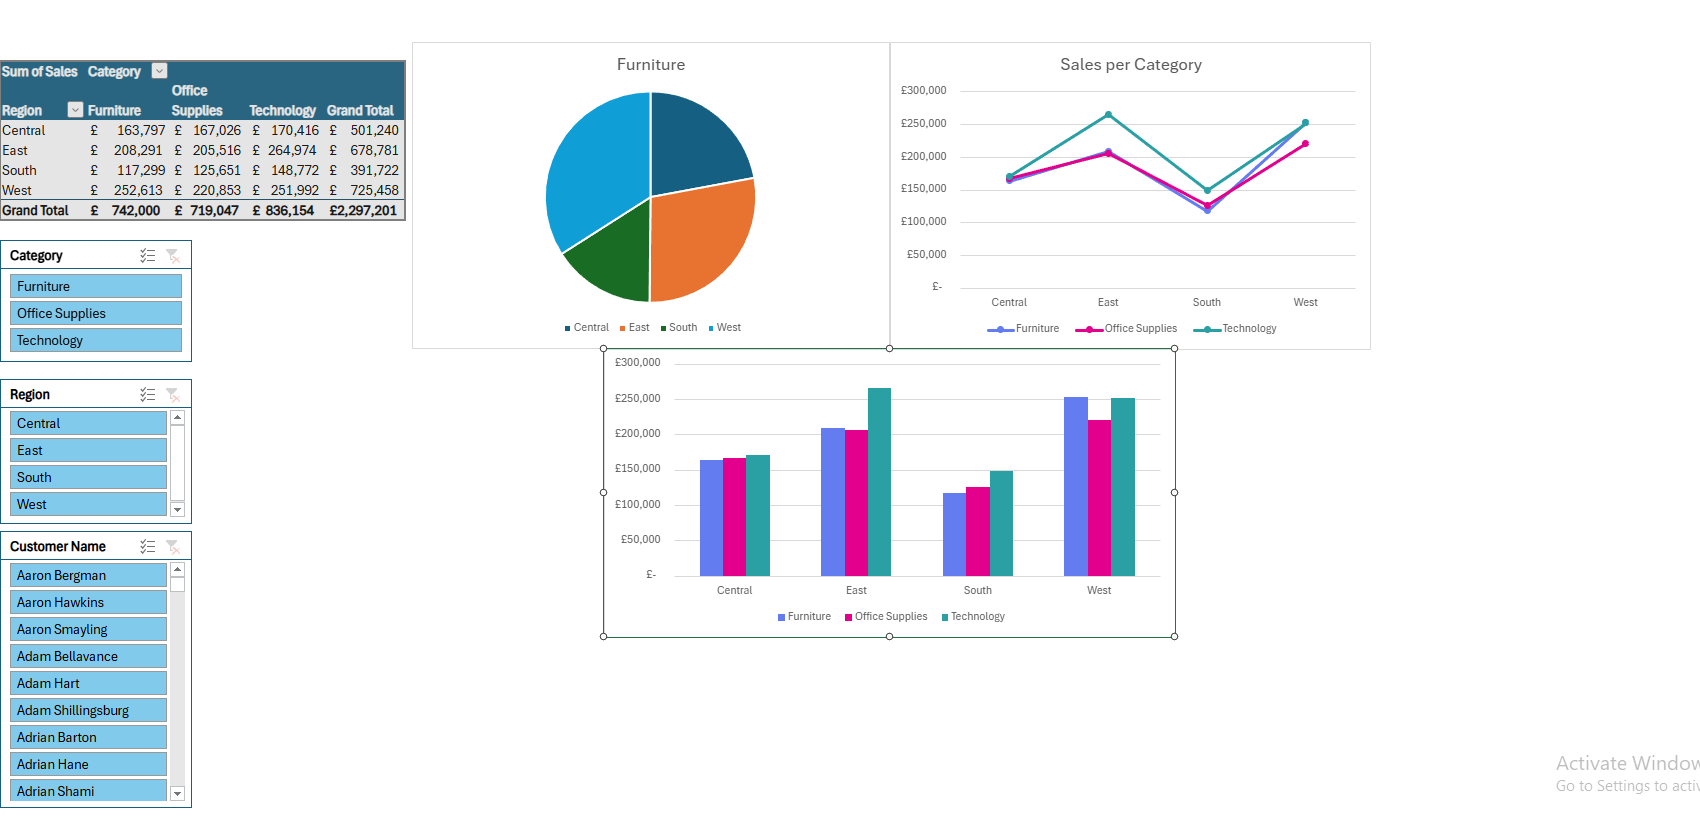 Sum of Sales Category
Region Furniture Office Supplies Technology Grand Total
Central £ 163,797 £ 167,026 £ 170,416 £ 501,240
East £ 208,291 £ 205,516 £ 264,974 £ 678,781
South £ 117,299 £ 125,651 £ 148,772 £ 391,722
West £ 252,613 £ 220,853 £ 251,992 £ 725,458
Grand Total £ 742,000 £ 719,047 £ 836,154 £2,297,201
Category
Furniture
Office Supplies
Technology
Region
Central
East
South
West
Customer Name
Aaron Bergman
Aaron Hawkins
Aaron Smayling
Adam Bellavance
Adam Hart
Adam Shillingsburg
Adrian Barton
Adrian Hane
Adrian Shami
Furniture
Central East South West
Sales per Category
£300,000
£250,000
£200,000
£150,000
£100,000
£50,000
£-
Central East South West
Furniture Office Supplies Technology
£300,000
£250,000
£200,000
£150,000
£100,000
£50,000
£-
Central East South West
Furniture Office Supplies Technology
Activate Window
Go to Settings to activ